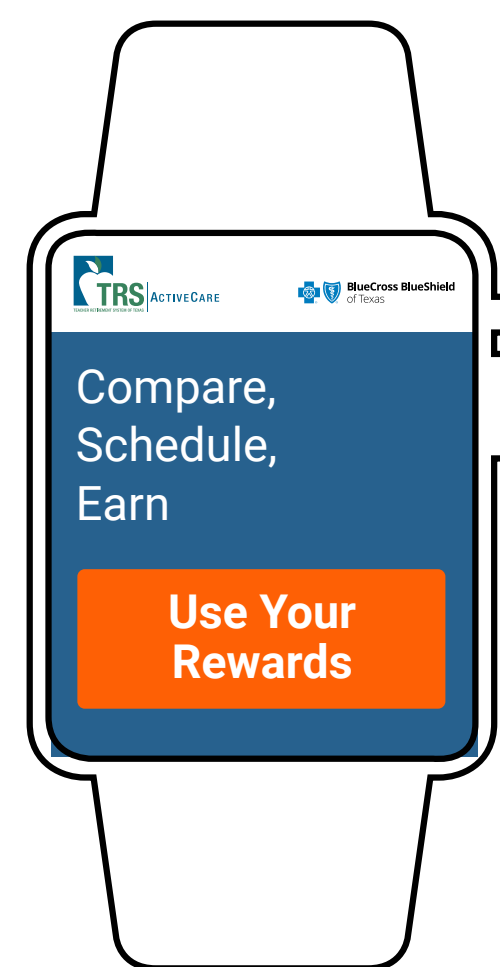 TRS ACTIVECARE
TEACHER RETIREMENT SYSTEM OF TEXAS
BlueCross BlueShield
of Texas
Compare,
Schedule,
Earn
Use Your
Rewards